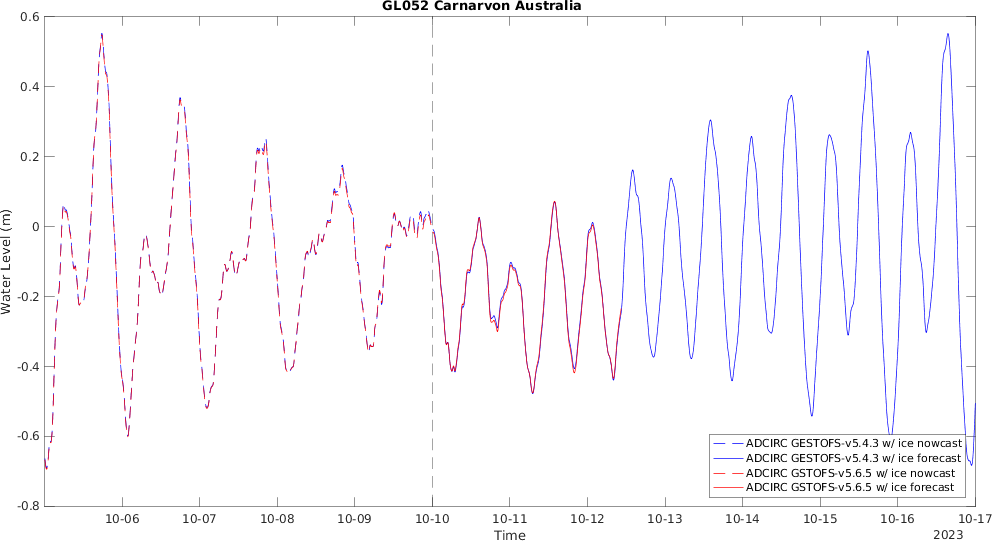 GL052 Carnarvon Australia
Water Level (m)
0.6
0.4
0.2
0
-0.2
-0.4
-0.6
-0.8
ADCIRC GESTOFS-v5.4.3 w/ ice nowcast
ADCIRC GESTOFS-v5.4.3 w/ ice forecast
ADCIRC GSTOFS-v5.6.5 w/ ice nowcast
ADCIRC GSTOFS-v5.6.5 w/ ice forecast
10-06 10-07 10-08 10-09 10-10 10-11 10-12 10-13 10-14 10-15 10-16 10-17
Time
2023